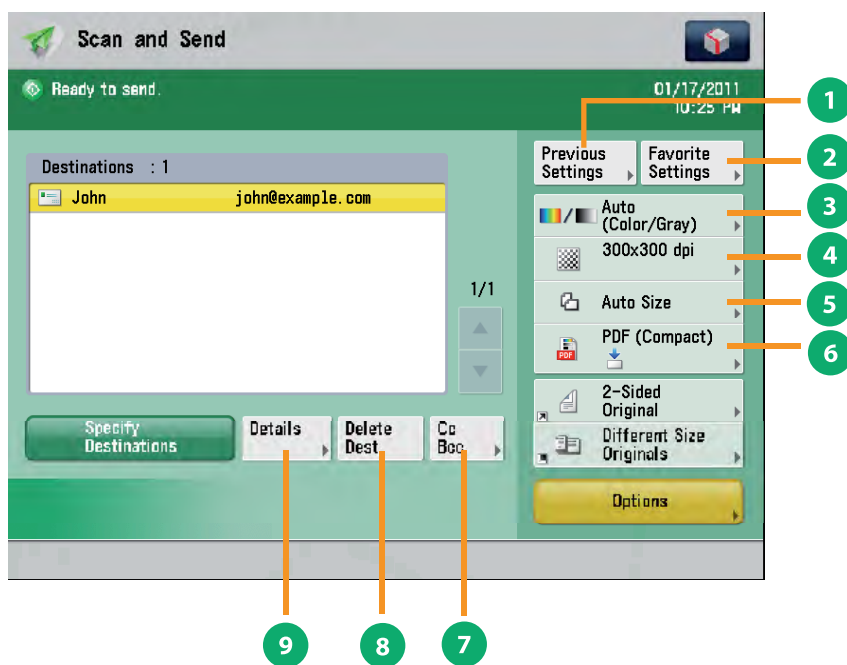 Scan and Send
Ready to send.
01/17/2011
10:25 PM
Destinations : 1
John john@example.com
1/1
Specify
Destinations
Details
Delete
Dest
Cc
Bcc
Previous
Settings
Favorite
Settings
Auto
(Color/Gray)
300x300 dpi
Auto Size
PDF (Compact)
PDF
2-Sided
Original
Different Size
Originals
Options
1
2
3
4
5
6
7
8
9